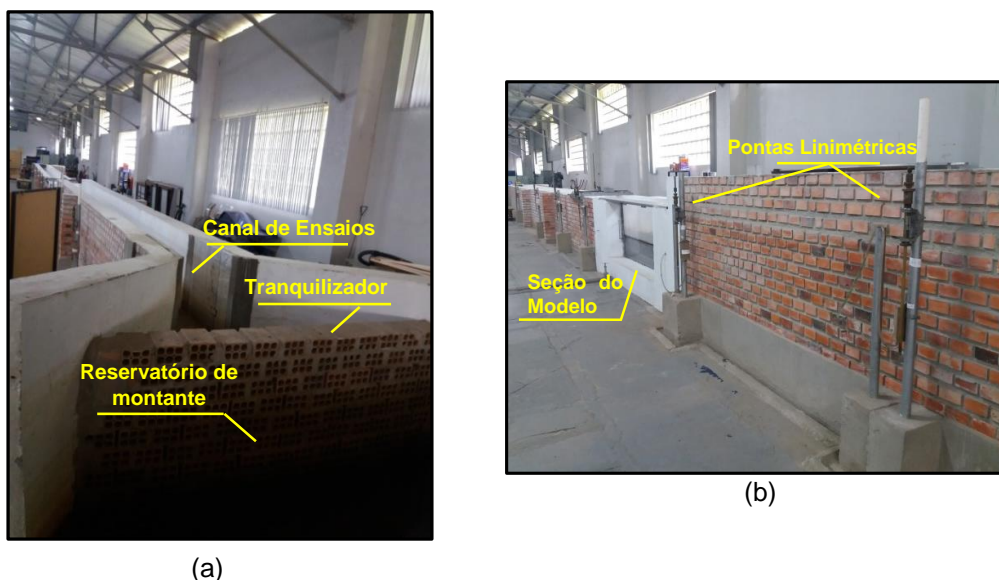 Canal de Ensaios
Tranquilizador
Reservatório de
montante
(a)
Pontas Linimétricas
Seção do
Modelo
(b)